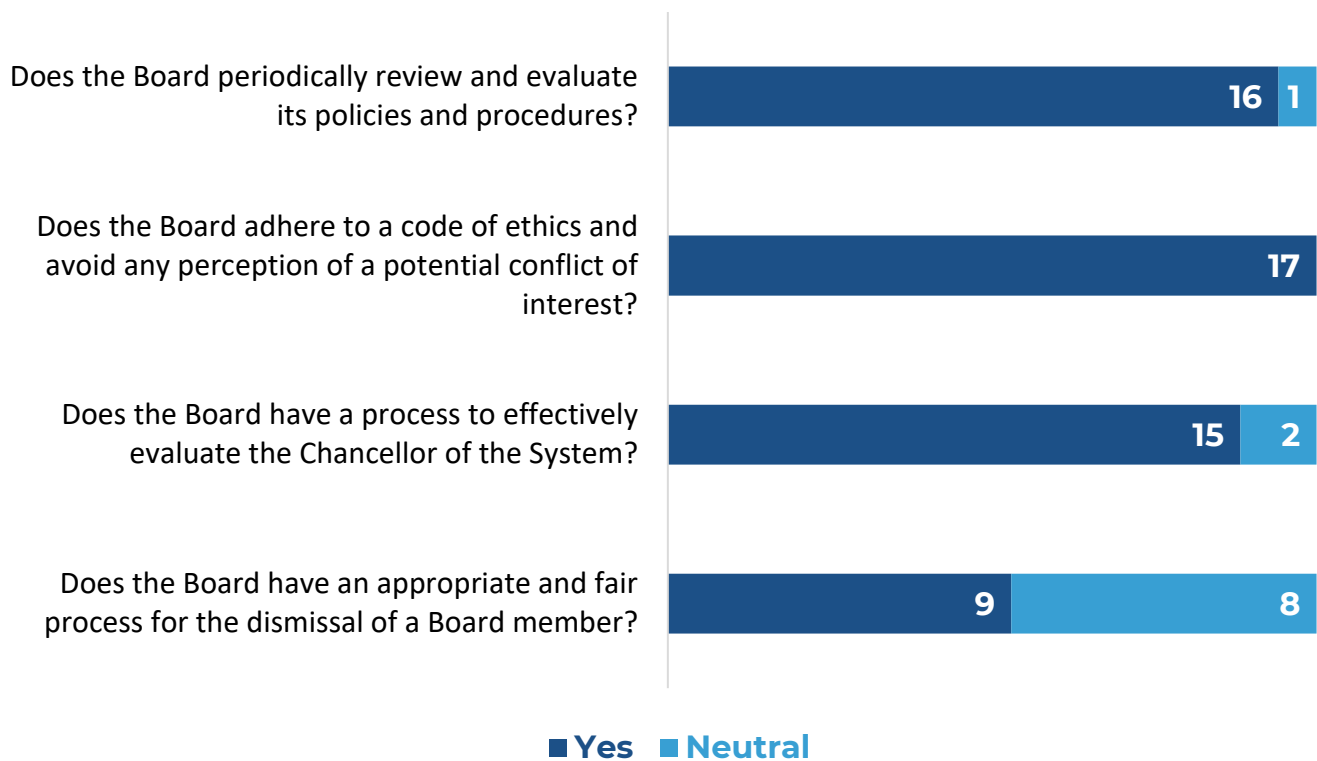 Does the Board periodically review and evaluate
its policies and procedures?
16 1
Does the Board adhere to a code of ethics and
avoid any perception of a potential conflict of
interest?
17
Does the Board have a process to effectively
evaluate the Chancellor of the System?
15 2
Does the Board have an appropriate and fair
process for the dismissal of a Board member?
9 8
Yes Neutral